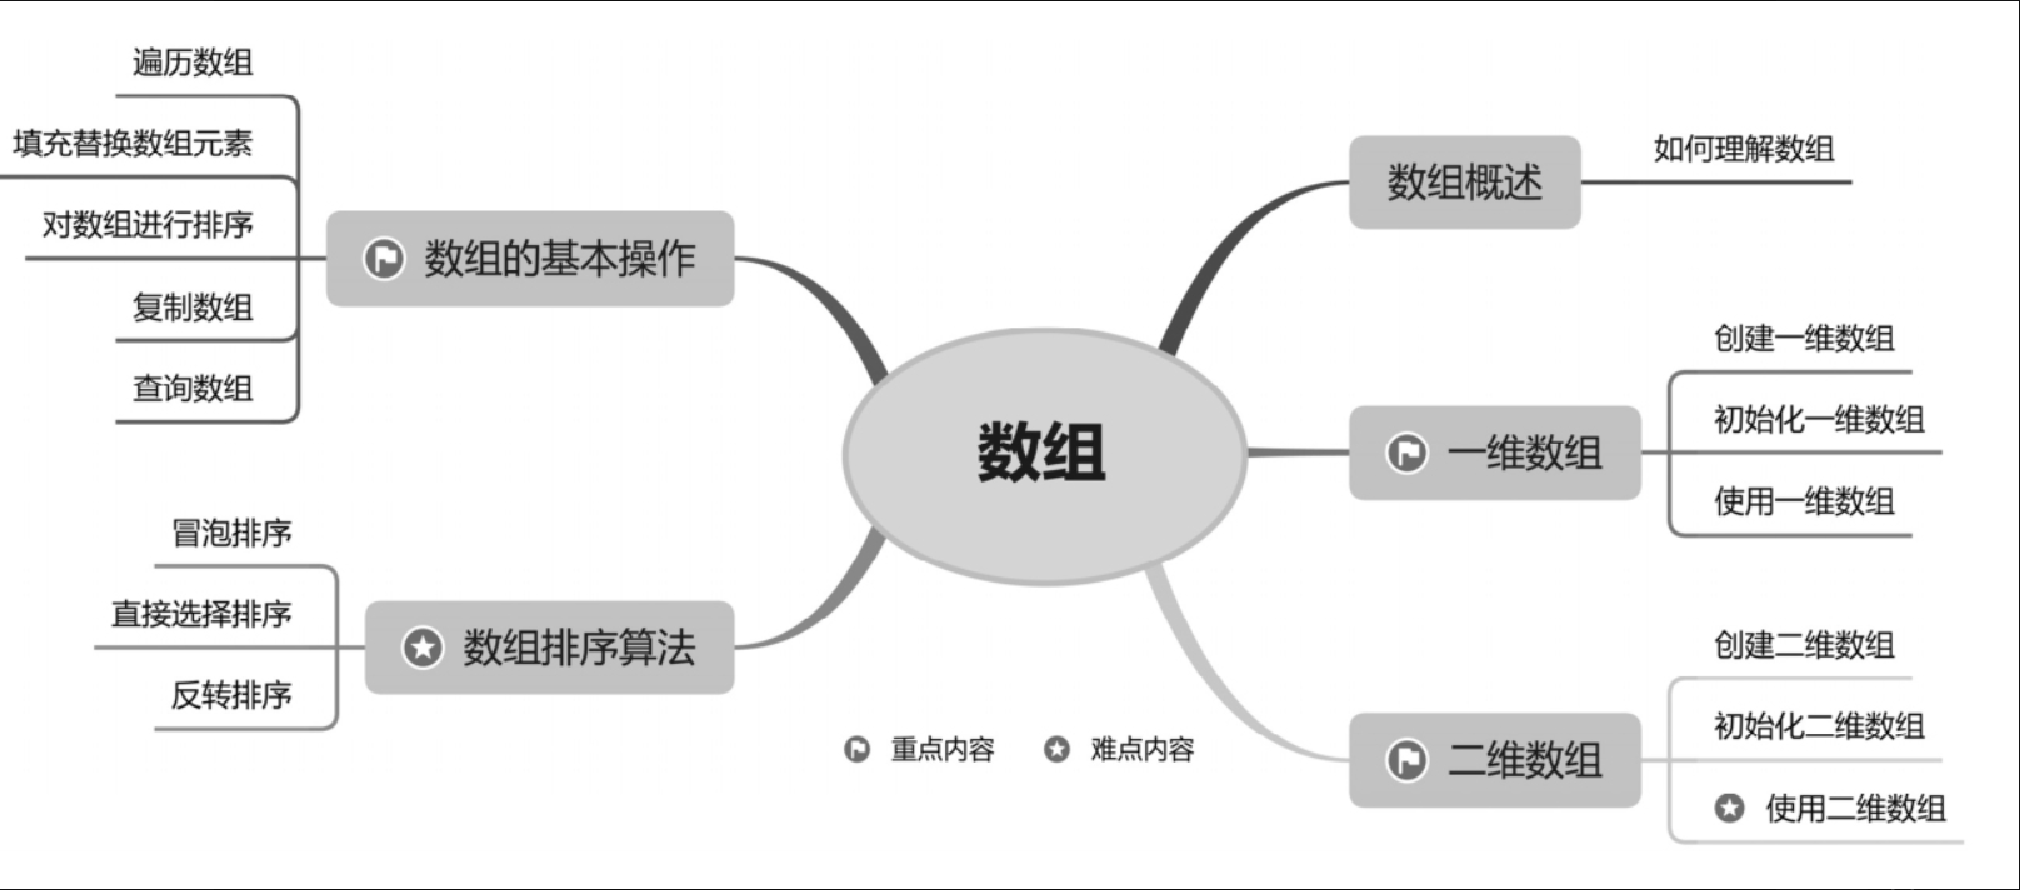 遍历数组
填充替换数组元素
对数组进行排序
复制数组
查询数组
数组的基本操作
冒泡排序
直接选择排序
反转排序
数组排序算法
数组
重点内容
难点内容
数组概述
如何理解数组
一维数组
创建一维数组
初始化一维数组
使用一维数组
二维数组
创建二维数组
初始化二维数组
使用二维数组